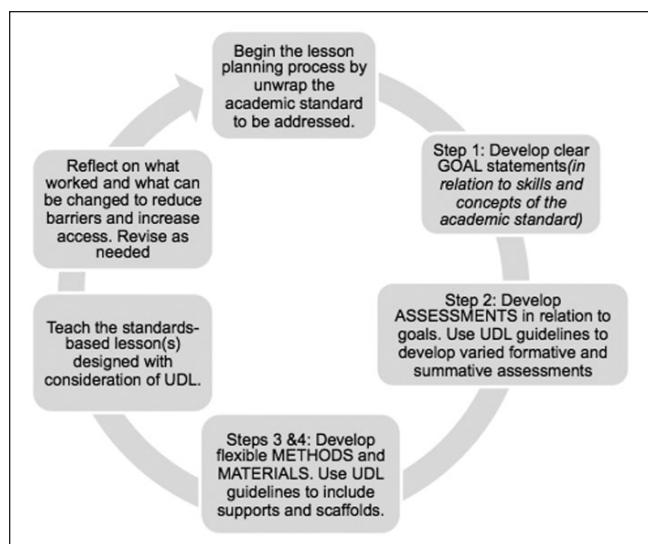 Begin the lesson
planning process by
unwrap the
academic standard
to be addressed.
Step 1: Develop clear
GOAL statements(in
relation to skills and
concepts of the
academic standard)
Step 2: Develop
ASSESSMENTS in relation to
goals. Use UDL guidelines to
develop varied formative and
summative assessments
Steps 3 &4: Develop
flexible METHODS and
MATERIALS. Use UDL
guidelines to include
supports and scaffolds.
Teach the standards-
based lesson(s)
designed with
consideration of UDL.
Reflect on what
worked and what can
be changed to reduce
barriers and increase
access. Revise as
needed